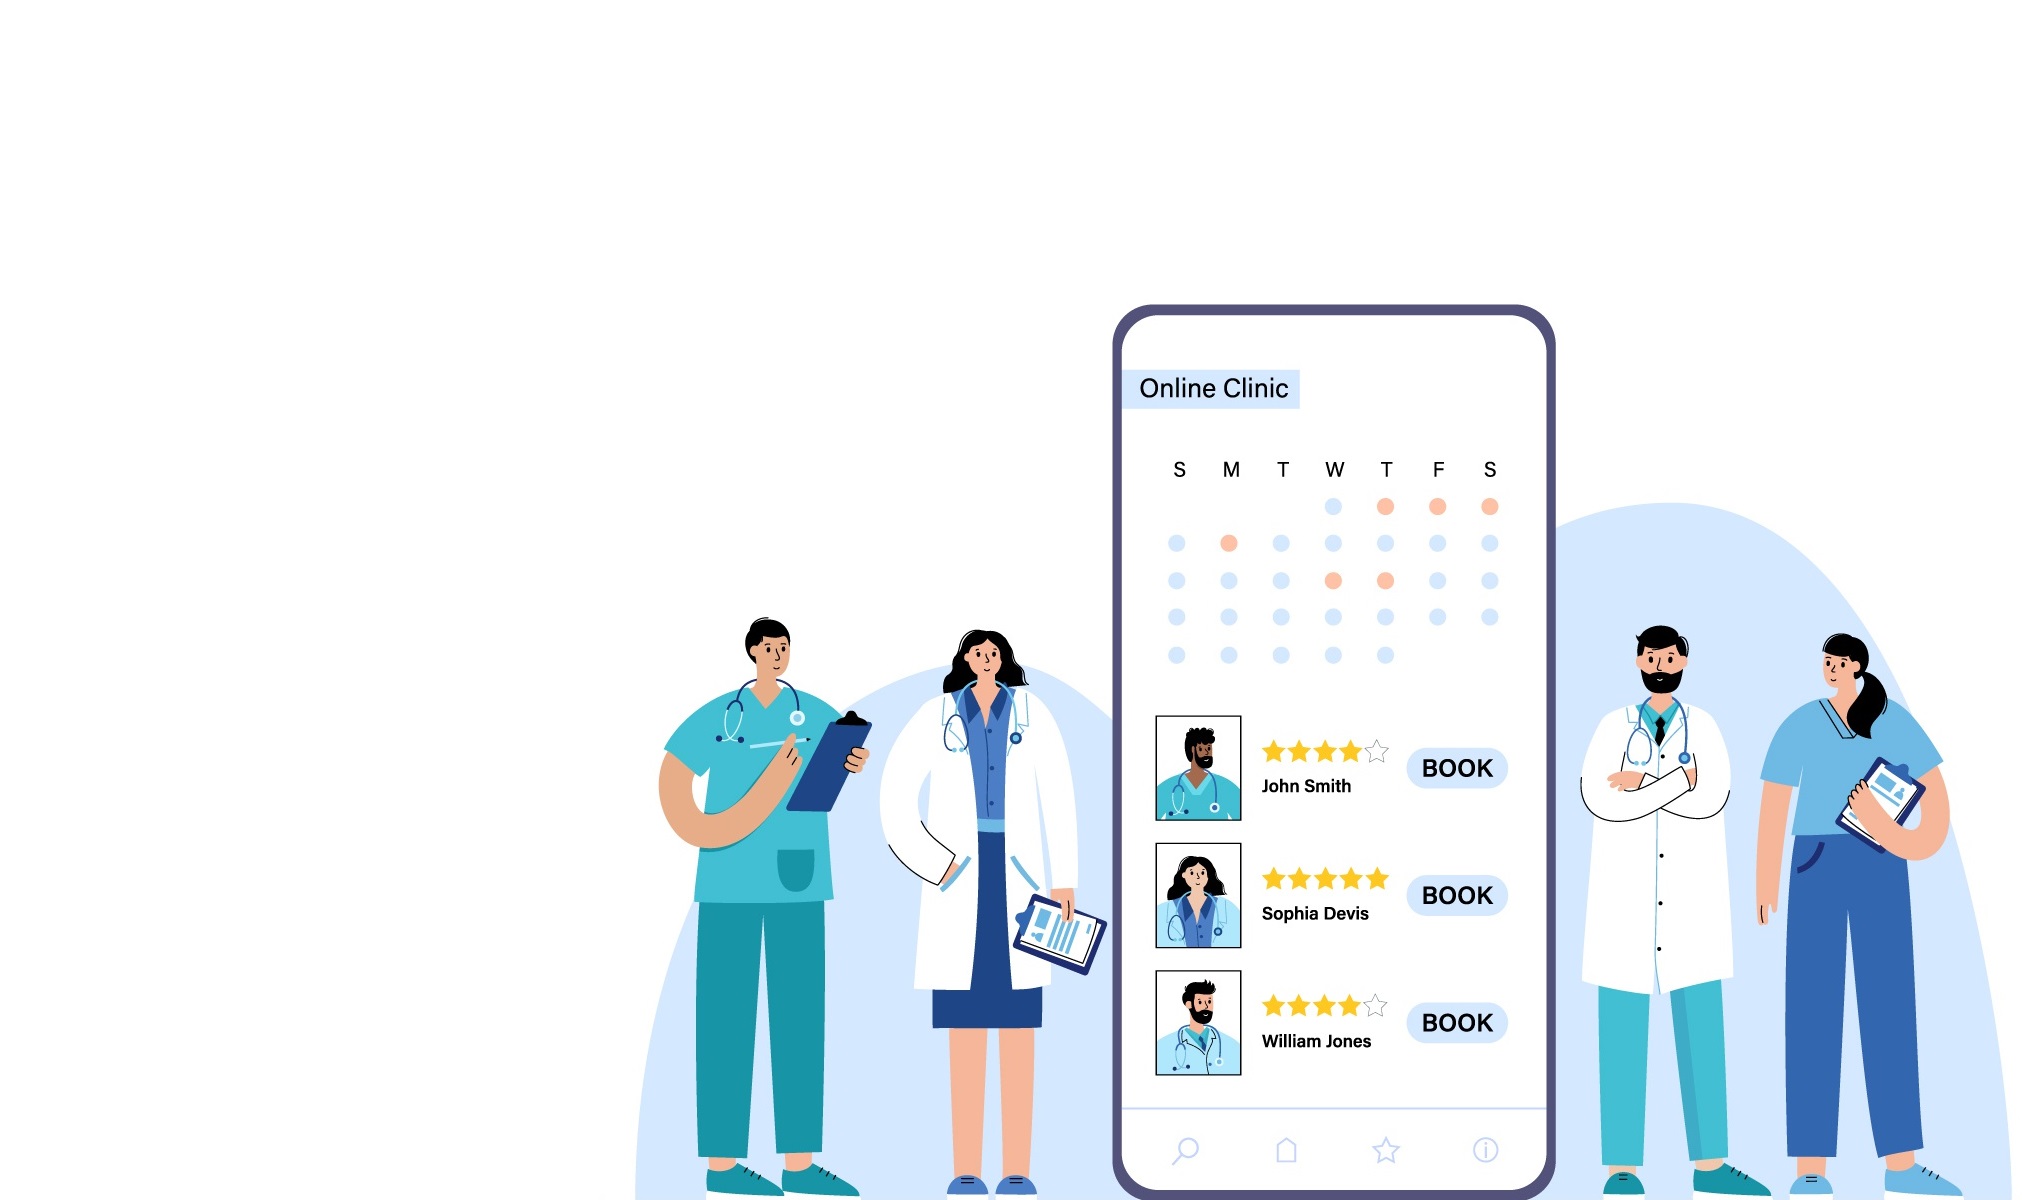 Online Clinic
S M T W T F S
John Smith
BOOK
Sophia Devis
BOOK
William Jones
BOOK